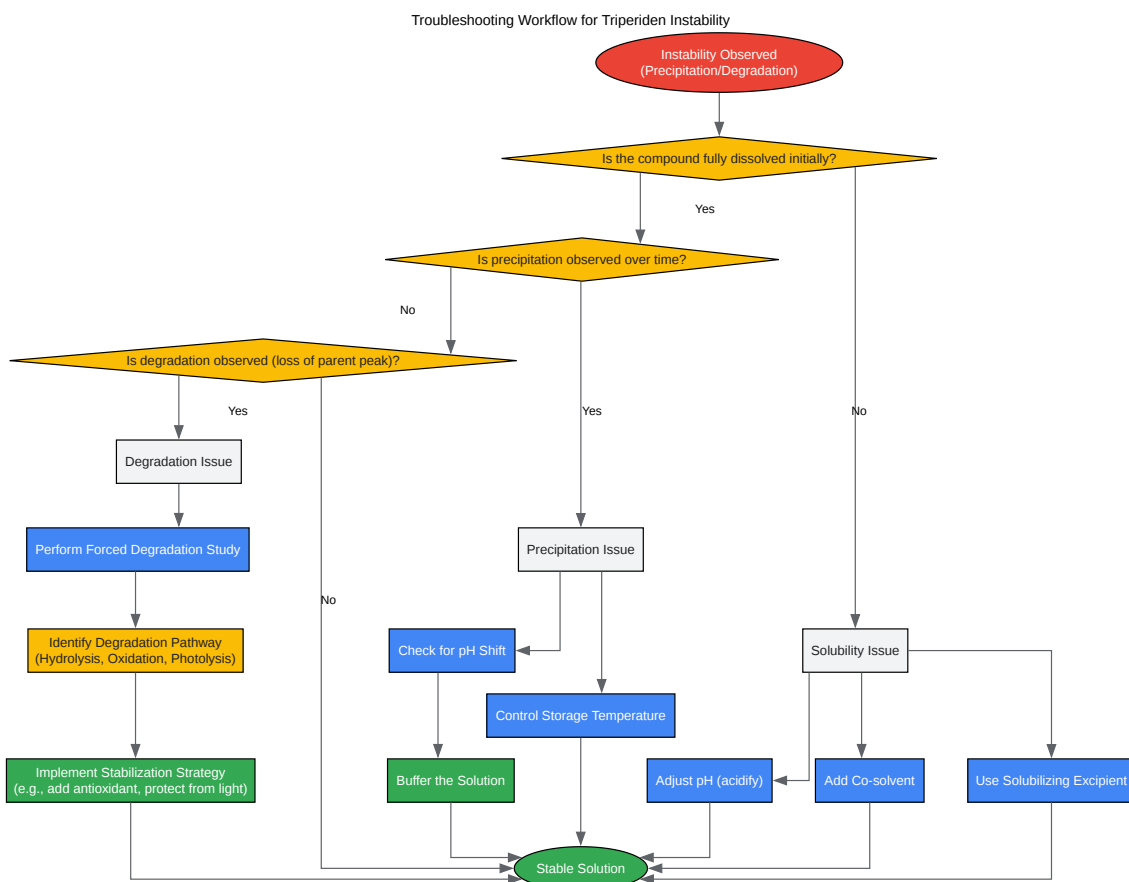 Troubleshooting Workflow for Triperiden Instability
Instability Observed
(Precipitation/Degradation)
Is the compound fully dissolved initially?
Yes
Is precipitation observed over time?
No
Is degradation observed (loss of parent peak)?
Yes
Yes
No
Degradation Issue
Perform Forced Degradation Study
Precipitation Issue
No
Identify Degradation Pathway
(Hydrolysis, Oxidation, Photolysis)
Check for pH Shift
Solubility Issue
Control Storage Temperature
Implement Stabilization Strategy
(e.g., add antioxidant, protect from light)
Buffer the Solution
Adjust pH (acidify)
Add Co-solvent
Use Solubilizing Excipient
Stable Solution